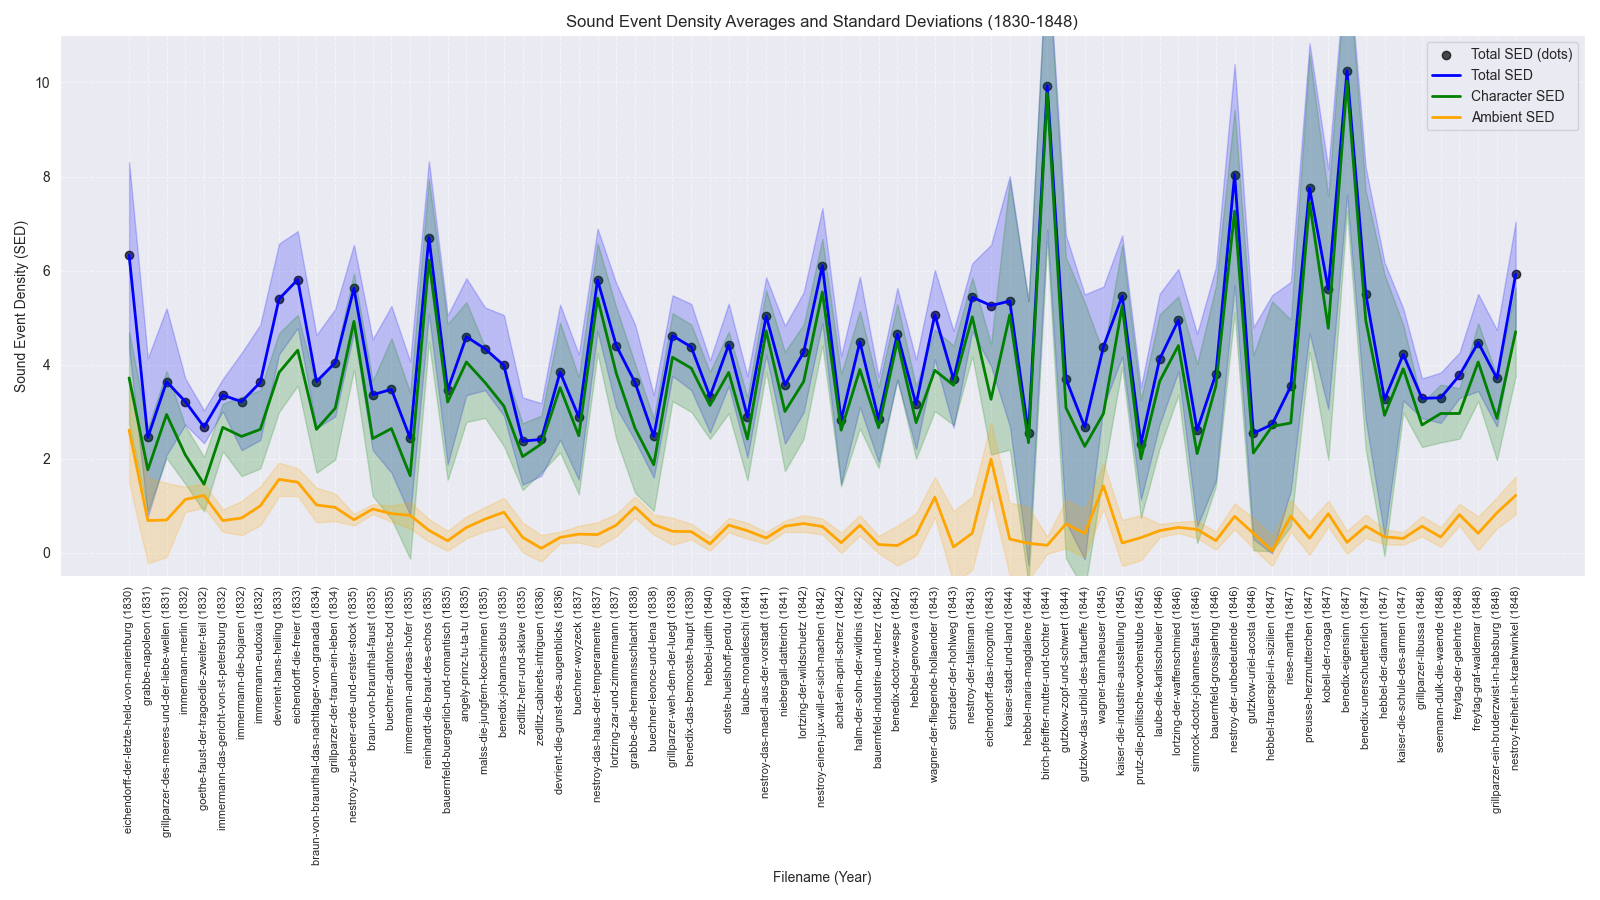 Sound Event Density Averages and Standard Deviations (1830-1848)
Total SED (dots)
Total SED
Character SED
Ambient SED
Sound Event Density (SED)
10
8
6
4
2
0
eichendorff-der-letzte-held-von-marienburg (1830)
grabbe-napoleon (1831)
grillparzer-des-meeres-und-der-liebe-wellen (1831)
immermann-merlin (1832)
goethe-faust-der-tragoedie-zweiter-teil (1832)
immermann-das-gericht-von-st-petersburg (1832)
immermann-die-bojaren (1832)
immermann-eudoxia (1832)
devrient-hans-heiling (1833)
eichendorff-die-freier (1833)
braun-von-braunthal-das-nachtlager-von-granada (1834)
grillparzer-der-traum-ein-leben (1834)
nestroy-zu-ebener-erde-und-erster-stock (1835)
braun-von-braunthal-faust (1835)
buechner-dantons-tod (1835)
immermann-andreas-hofer (1835)
reinhardt-die-braut-des-echos (1835)
bauernfeld-buergerlich-und-romantisch (1835)
angely-prinz-tu-ta-tu (1835)
malss-die-jungfern-koechinnen (1835)
benedix-johanna-sebus (1835)
zedlitz-herr-und-sklave (1835)
zedlitz-cabinets-intriguen (1836)
devrient-die-gunst-des-augenblicks (1836)
buechner-woyzeck (1837)
nestroy-das-haus-der-temperamente (1837)
lortzing-zar-und-zimmermann (1837)
grabbe-die-hermannsschlacht (1838)
buechner-leonce-und-lena (1838)
grillparzer-weh-dem-der-luegt (1838)
benedix-das-bemooste-haupt (1839)
hebbel-judith (1840)
droste-huelshoff-perdu (1840)
laube-monaldeschi (1841)
nestroy-das-maedl-aus-der-vorstadt (1841)
niebergall-datterich (1841)
lortzing-der-wildschuetz (1842)
nestroy-einen-jux-will-er-sich-machen (1842)
achat-ein-april-scherz (1842)
halm-der-sohn-der-wildnis (1842)
bauernfeld-industrie-und-herz (1842)
benedix-doctor-wespe (1842)
hebbel-genoveva (1843)
wagner-der-fliegende-hollaender (1843)
schrader-der-hohlweg (1843)
nestroy-der-talisman (1843)
eichendorff-das-incognito (1843)
kaiser-stadt-und-land (1844)
hebbel-maria-magdalene (1844)
birch-pfeiffer-mutter-und-tochter (1844)
gutzkow-zopf-und-schwert (1844)
gutzkow-das-urbild-des-tartueffe (1844)
wagner-tannhaeuser (1845)
kaiser-die-industrie-ausstellung (1845)
prutz-die-politische-wochenstube (1845)
laube-die-karlsschueler (1846)
lortzing-der-waffenschmied (1846)
simrock-doctor-johannes-faust (1846)
bauernfeld-grossjaehrig (1846)
nestroy-der-unbedeutende (1846)
gutzkow-uriel-acosta (1846)
hebbel-trauerspiel-in-sizilien (1847)
riese-martha (1847)
preusse-herzmutterchen (1847)
kobell-der-roaga (1847)
benedix-eigensinn (1847)
benedix-unerschuetterlich (1847)
hebbel-der-diamant (1847)
kaiser-die-schule-des-armen (1847)
grillparzer-libussa (1848)
seemann-dulk-die-waende (1848)
freytag-der-gelehrte (1848)
freytag-graf-waldemar (1848)
grillparzer-ein-bruderzwist-in-habsburg (1848)
nestroy-freiheit-in-kraehwinkel (1848)
Filename (Year)